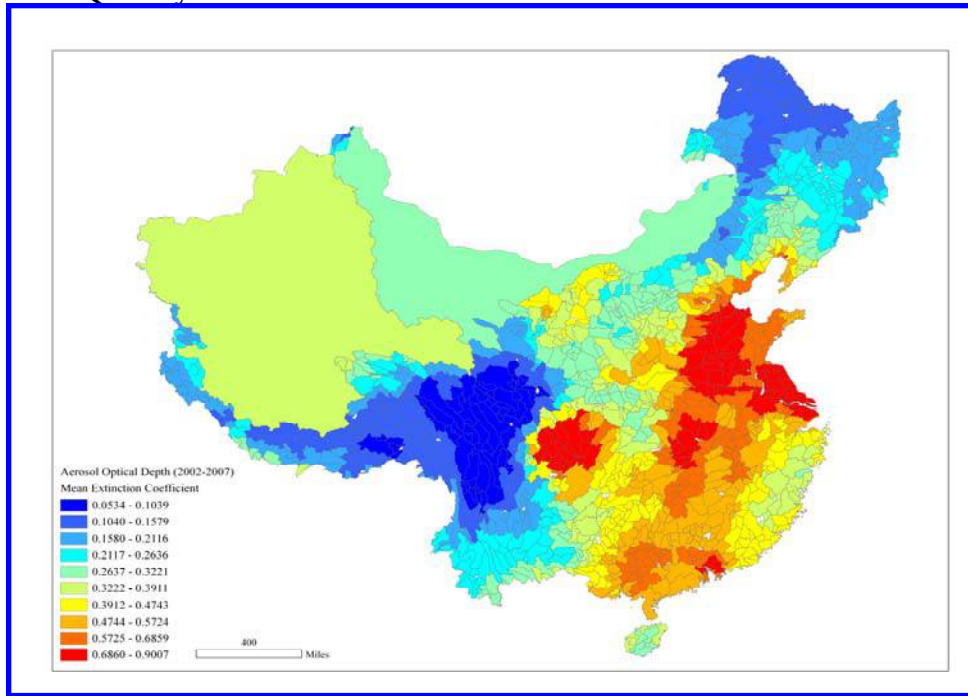 Aerosol Optical Depth (2002-2007)
Mean Extinction Coefficient
0.0534 - 0.1039
0.1040 - 0.1579
0.1580 - 0.2116
0.2117 - 0.2636
0.2637 - 0.3221
0.3222 - 0.3911
0.3912 - 0.4743
0.4744 - 0.5724
0.5725 - 0.6859
0.6860 - 0.9007
400
Miles